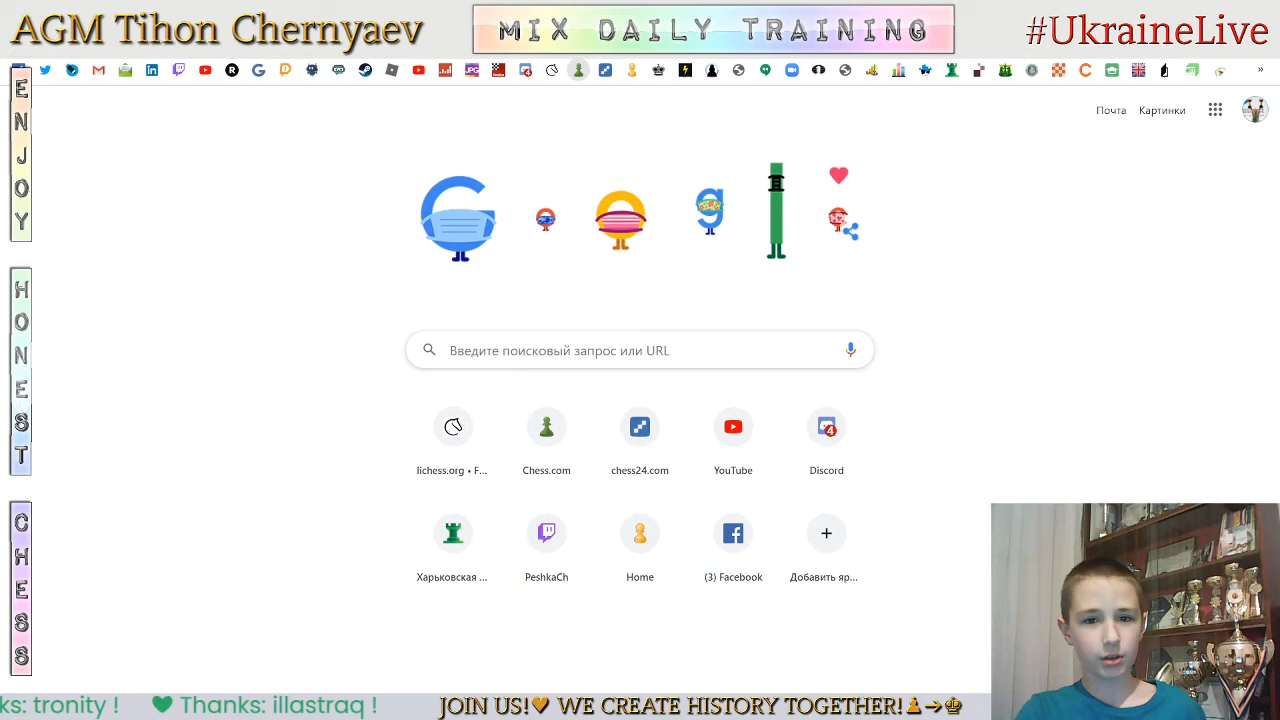 AGM Tihon Chernyaev
MIX DAILY TRAINING
#UkraineLive
ENJOY
HONEST
CHESS
Почта
Картинки
Введите поисковый запрос или URL
lichess.org • F...
Chess.com
chess24.com
YouTube
Discord
4
Харьковская ...
PeshkaCh
Home
(3) Facebook
Добавить яр...
ks: tronity !
Thanks: illastraq !
JOIN US! WE CREATE HISTORY TOGETHER!